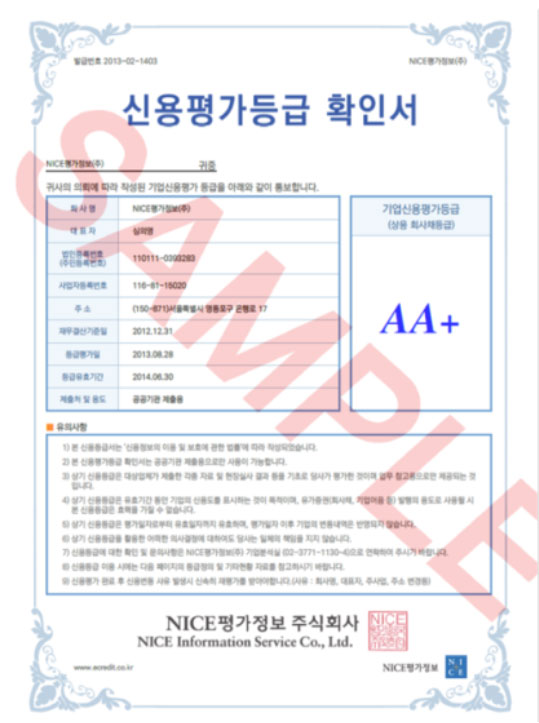 발급번호 2013-02-1403
NICE평가정보(주)
신용평가등급 확인서
NICE평가정보(주) 귀중
귀사의 의뢰에 따라 작성된 기업신용평가 등급을 아래와 같이 통보합니다.
회 사 명 NICE평가정보(주)
대 표 자 심의영
법인등록번호
(주민등록번호) 110111-0393283
사업자등록번호 116-81-15020
주 소 (150-871)서울특별시 영등포구 은행로 17
재무결산기준일 2012.12.31
등급평가일 2013.08.28
등급유효기간 2014.06.30
제출처 및 용도 공공기관 제출용
기업신용평가등급
(상용 회사채등급)
AA+
SAMPLE
유의사항
1) 본 신용등급서는 '신용정보의 이용 및 보호에 관한 법률'에 따라 작성되었습니다.
2) 본 신용평가등급 확인서는 공공기관 제출용으로만 사용이 가능합니다.
3) 상기 신용등급은 대상업체가 제출한 각종 자료 및 현장실사 결과 등을 기초로 당사가 평가한 것이며 업무 참고용으로만 제공되는 것
입니다.
4) 상기 신용등급은 유효기간 동안 기업의 신용도를 표시하는 것이 목적이며, 유가증권(회사채, 기업어음 등) 발행의 용도로 사용될 시
본 신용등급은 효력을 가질 수 없습니다.
5) 상기 신용등급은 평가일자로부터 유효일자까지 유효하며, 평가일자 이후 기업의 변동내역은 반영되지 않습니다.
6) 상기 신용등급을 활용한 어떠한 의사결정에 대하여도 당사는 일체의 책임을 지지 않습니다.
7) 신용등급에 대한 확인 및 문의사항은 NICE평가정보(주) 기업분석실 (02-3771-1130~4)으로 연락하여 주시기 바랍니다.
8) 신용등급 이용 시에는 다음 페이지의 등급정의 및 기타현황 자료를 참고하시기 바랍니다.
9) 신용평가 완료 후 신용변동 사유 발생시 신속히 재평가를 받아야합니다.(사유 : 회사명, 대표자, 주사업, 주소 변경등)
NICE평가정보 주식회사
NICE Information Service Co., Ltd.
www.ecredit.co.kr
NICE평가정보
NICE